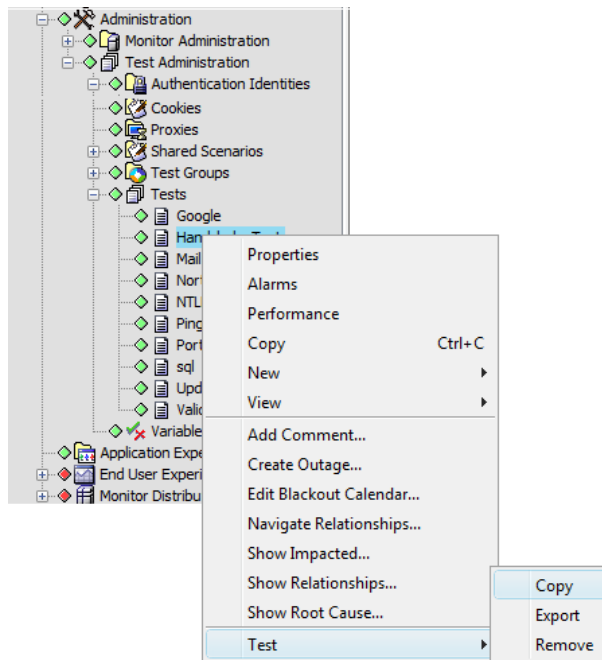 Administration
Monitor Administration
Test Administration
Authentication Identities
Cookies
Proxies
Shared Scenarios
Test Groups
Tests
Google
Mail
sql
Variable
Application Expe
End User Experi
Monitor Distribu
Properties
Alarms
Performance
Copy Ctrl+C
New
View
Add Comment...
Create Outage...
Edit Blackout Calendar...
Navigate Relationships...
Show Impacted...
Show Relationships...
Show Root Cause...
Test
Copy
Export
Remove